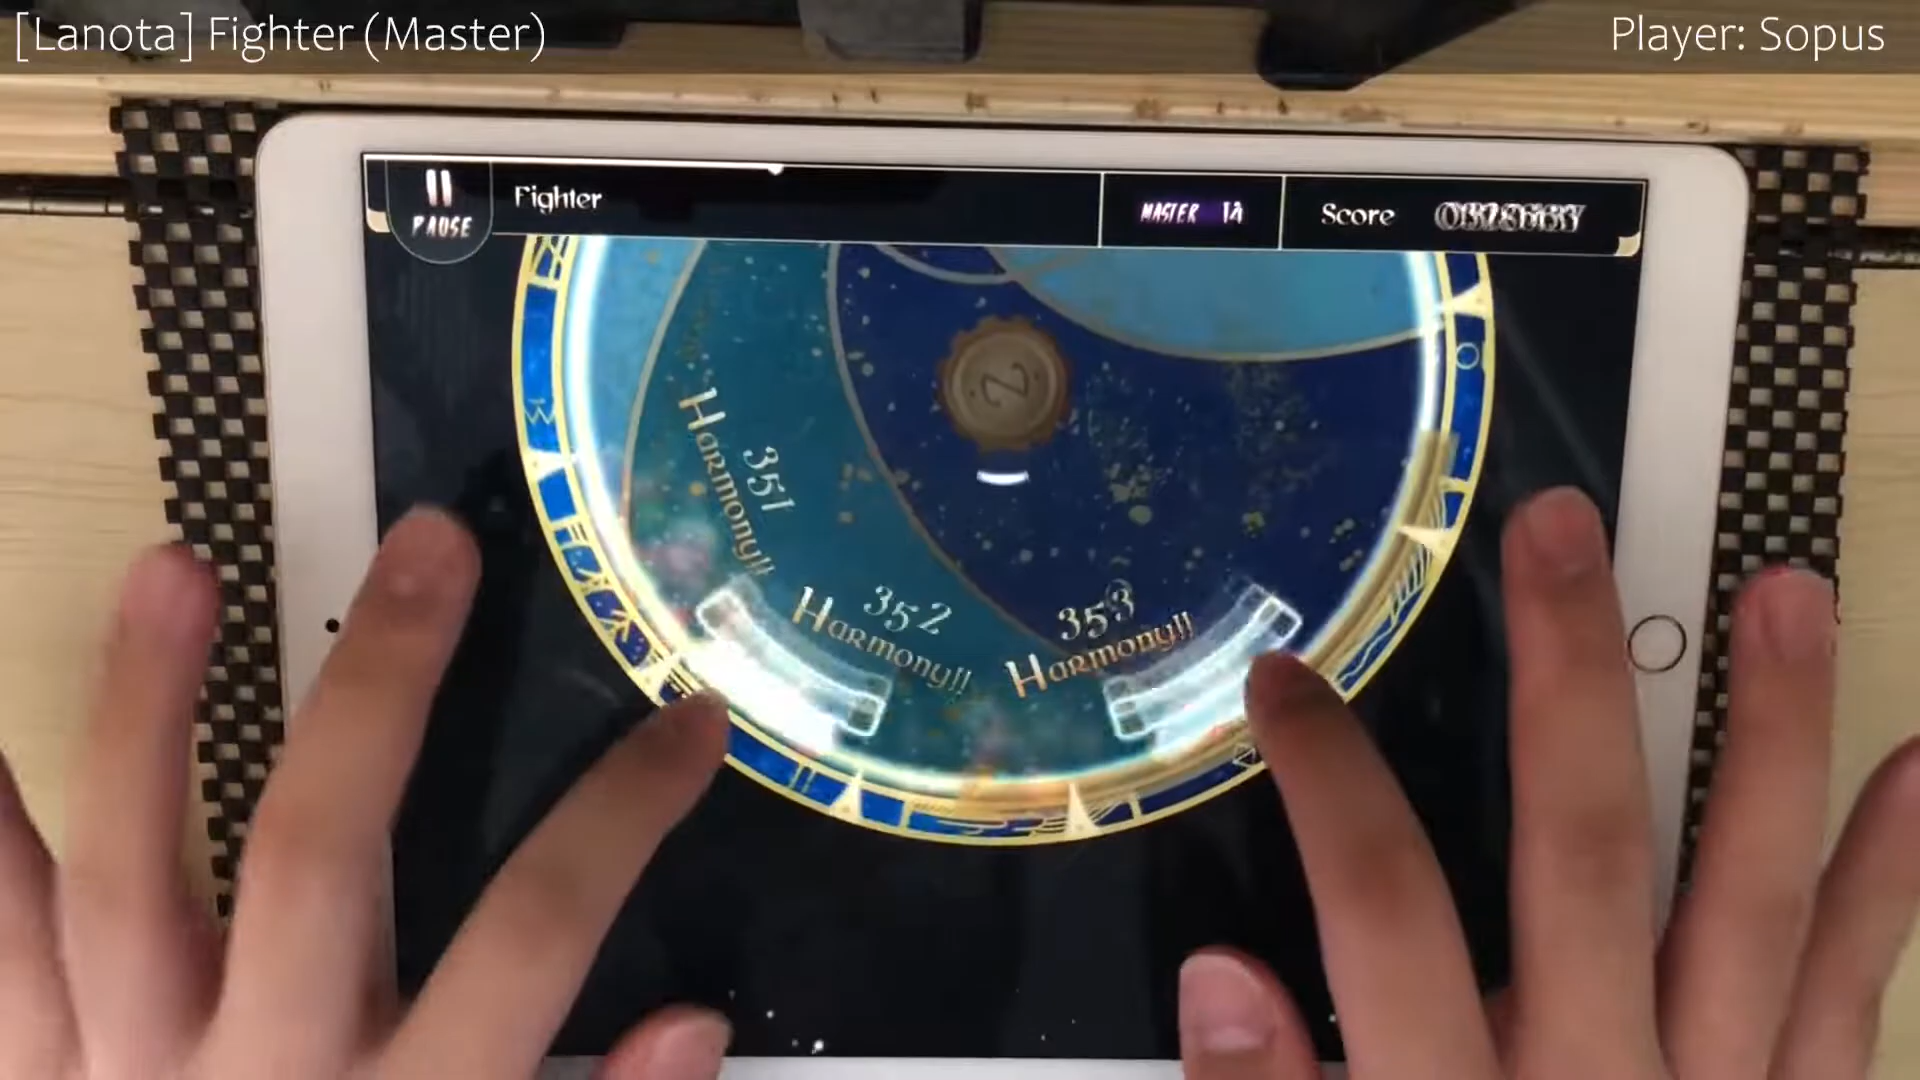 [Lanota] Fighter (Master)
Player: Sopus
PAUSE
Fighter
MASTER 14
Score
351
Harmony!!
352
Harmony!!
353
Harmony!!